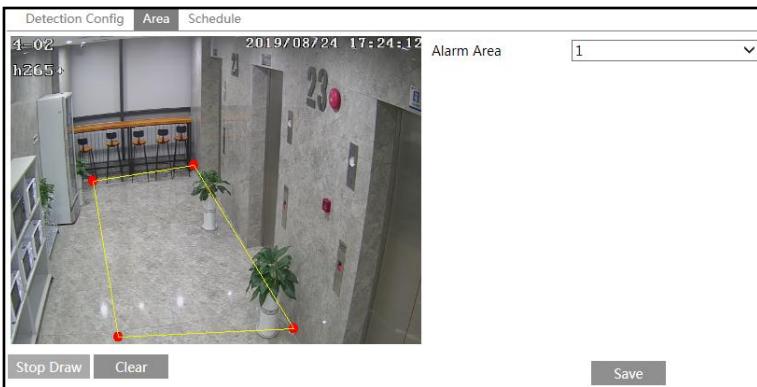 Detection Config Area Schedule
4-02 2019/08/24 17:24:12
h265+
Alarm Area 1
21
23
Stop Draw Clear
Save